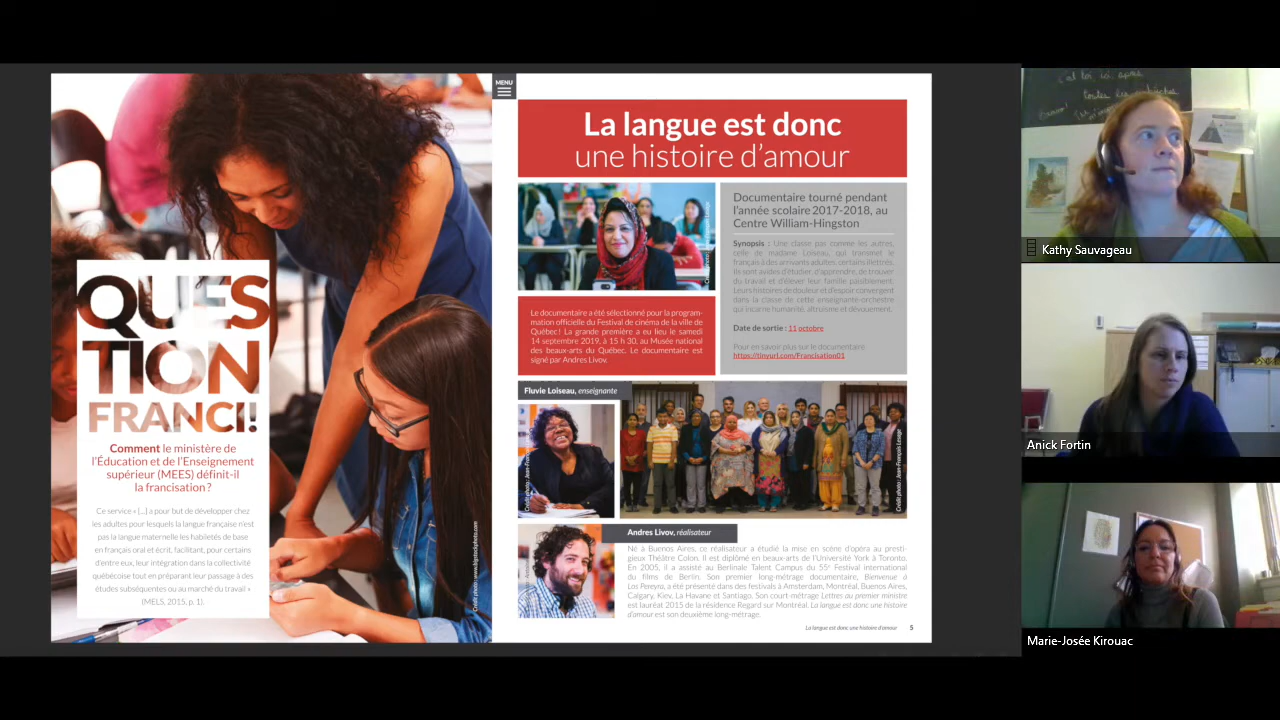 QUES
TION
FRANCI!
Comment le ministère de
l'Éducation et de l'Enseignement
supérieur (MEES) définit-il
la francisation ?
Ce service « [...] a pour but de développer chez
les adultes pour lesquels la langue française n'est
pas la langue maternelle les habiletés de base
en français oral et écrit, facilitant, pour certains
d'entre eux, leur intégration dans la collectivité
québécoise tout en préparant leur passage à des
études subséquentes ou au marché du travail »
(MELS, 2015, p. 1).
Crédit photo : www.bigstockphoto.com
MENU
La langue est donc
une histoire d'amour
Documentaire tourné pendant
l'année scolaire 2017-2018, au
Centre William-Hingston
Synopsis : Une classe pas comme les autres,
celle de madame Loiseau, qui transmet le
français à des arrivants adultes, certains illettrés.
Ils sont avides d'étudier, d'apprendre, de trouver
du travail et d'élever leur famille paisiblement.
Leurs histoires de douleur et d'espoir convergent
dans la classe de cette enseignante-orchestre
qui incarne humanité, altruisme et dévouement.
Date de sortie : 11 octobre
Pour en savoir plus sur le documentaire
https://tinyurl.com/Francisation01
Le documentaire a été sélectionné pour la program-
mation officielle du Festival de cinéma de la ville de
Québec! La grande première a eu lieu le samedi
14 septembre 2019, à 15 h 30, au Musée national
des beaux-arts du Québec. Le documentaire est
signé par Andres Livov.
Fluvie Loiseau, enseignante
Crédit photo : Jean-François Lesage
Andres Livov, réalisateur
Né à Buenos Aires, ce réalisateur a étudié la mise en scène d'opéra au presti-
gieux Théâtre Colon. Il est diplômé en beaux-arts de l'Université York à Toronto.
En 2005, il a assisté au Berlinale Talent Campus du 55e Festival international
du films de Berlin. Son premier long-métrage documentaire, Bienvenue à
Los Pereyra, a été présenté dans des festivals à Amsterdam, Montréal, Buenos Aires,
Calgary, Kiev, La Havane et Santiago. Son court-métrage Lettres au premier ministre
est lauréat 2015 de la résidence Regard sur Montréal. La langue est donc une histoire
d'amour est son deuxième long-métrage.
La langue est donc une histoire d'amour 5
toutes les
Kathy Sauvageau
Anick Fortin
Marie-Josée Kirouac